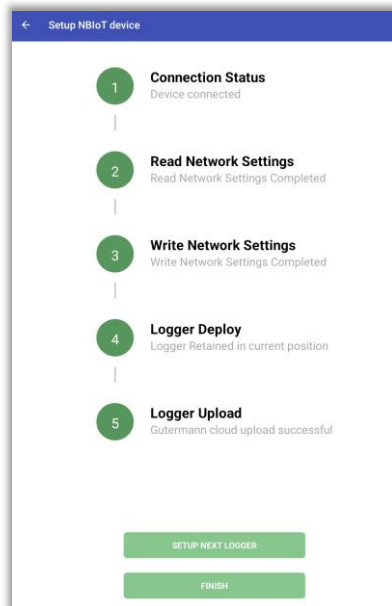 ← Setup NBIoT device
1
Connection Status
Device connected
2
Read Network Settings
Read Network Settings Completed
3
Write Network Settings
Write Network Settings Completed
4
Logger Deploy
Logger Retained in current position
5
Logger Upload
Gutermann cloud upload successful
SETUP NEXT LOGGER
FINISH